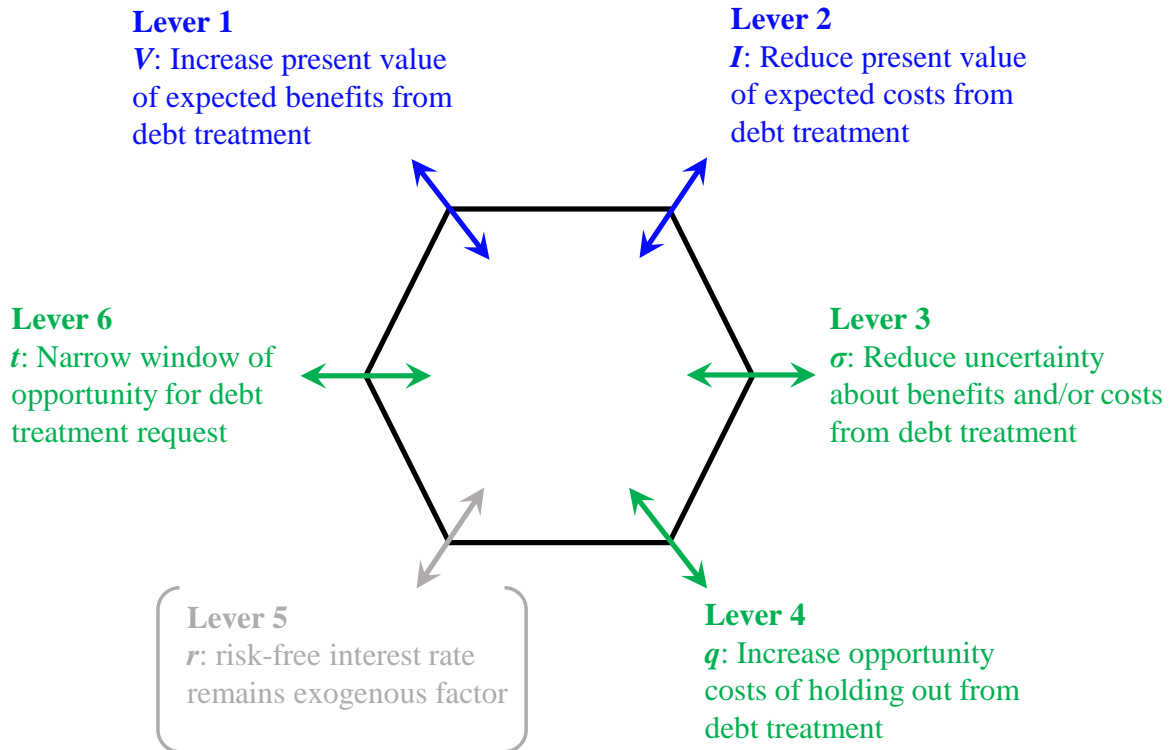 Lever 1
V: Increase present value
of expected benefits from
debt treatment
Lever 2
I: Reduce present value
of expected costs from
debt treatment
Lever 6
t: Narrow window of
opportunity for debt
treatment request
Lever 3
σ: Reduce uncertainty
about benefits and/or costs
from debt treatment
Lever 5
r: risk-free interest rate
remains exogenous factor
Lever 4
q: Increase opportunity
costs of holding out from
debt treatment